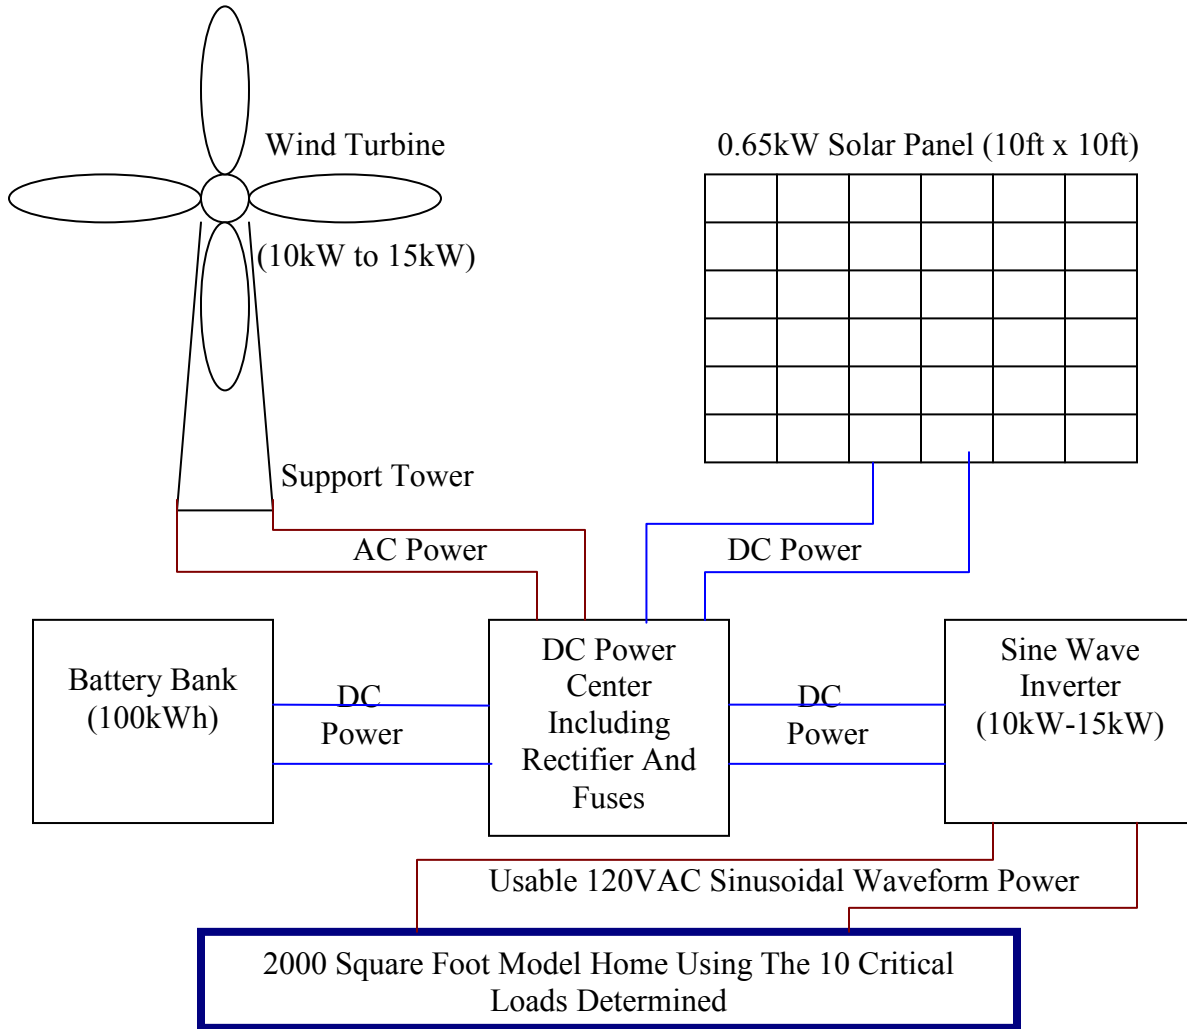 Wind Turbine
(10kW to 15kW)
0.65kW Solar Panel (10ft x 10ft)
Support Tower
AC Power
DC Power
Battery Bank
(100kWh)
DC
Power
DC Power
Center
Including
Rectifier And
Fuses
DC
Power
Sine Wave
Inverter
(10kW-15kW)
Usable 120VAC Sinusoidal Waveform Power
2000 Square Foot Model Home Using The 10 Critical
Loads Determined